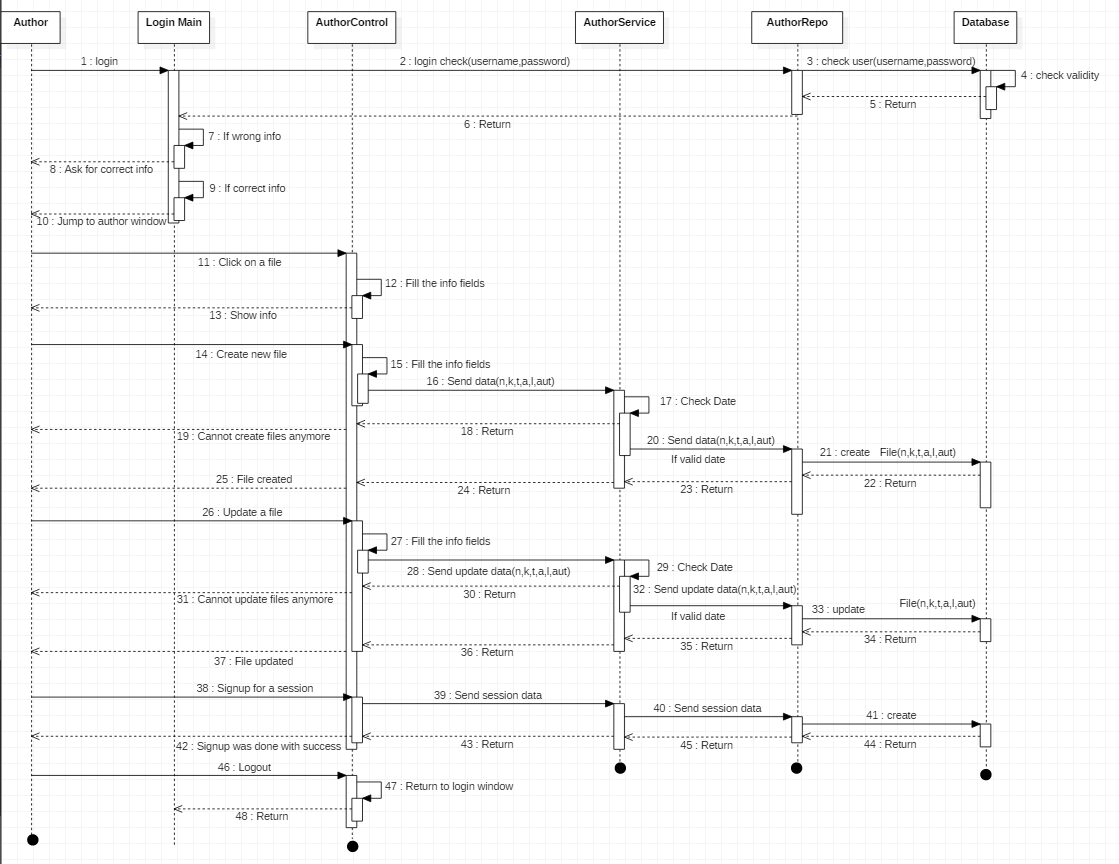 Author
Login Main
AuthorControl
AuthorService
AuthorRepo
Database
1 : login
2 : login check(username,password)
3 : check user(username,password)
4 : check validity
5 : Return
6 : Return
7 : If wrong info
8 : Ask for correct info
9 : If correct info
10 : Jump to author window
11 : Click on a file
12 : Fill the info fields
13 : Show info
14 : Create new file
15 : Fill the info fields
16 : Send data(n,k,t,a,l,aut)
17 : Check Date
18 : Return
19 : Cannot create files anymore
20 : Send data(n,k,t,a,l,aut)
If valid date
21 : create File(n,k,t,a,l,aut)
22 : Return
23 : Return
24 : Return
25 : File created
26 : Update a file
27 : Fill the info fields
28 : Send update data(n,k,t,a,l,aut)
29 : Check Date
30 : Return
31 : Cannot update files anymore
32 : Send update data(n,k,t,a,l,aut)
If valid date
33 : update File(n,k,t,a,l,aut)
34 : Return
35 : Return
36 : Return
37 : File updated
38 : Signup for a session
39 : Send session data
40 : Send session data
41 : create
42 : Signup was done with success
43 : Return
45 : Return
44 : Return
46 : Logout
47 : Return to login window
48 : Return